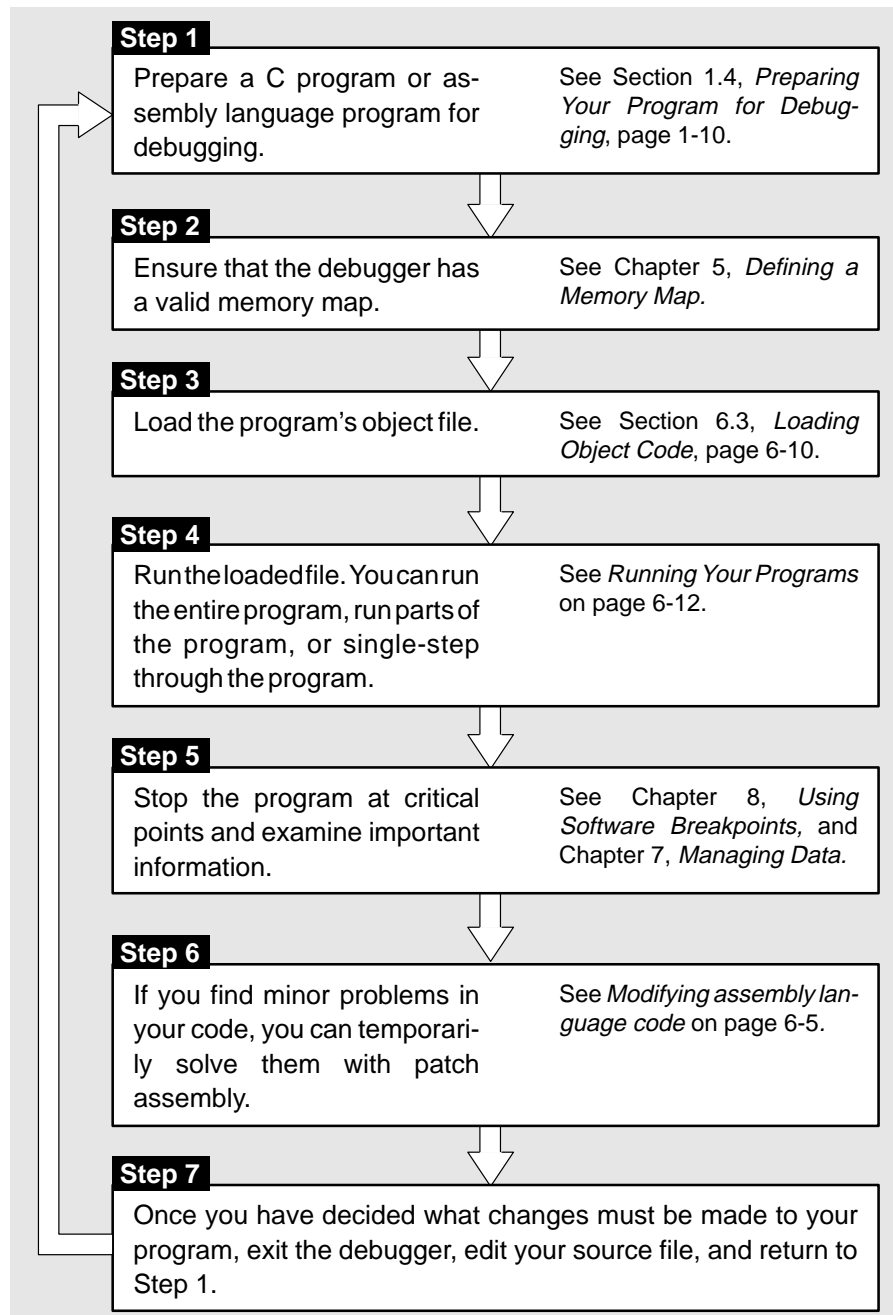 Step 1
Prepare a C program or as-
sembly language program for
debugging.
See Section 1.4, Preparing
Your Program for Debug-
ging, page 1-10.
Step 2
Ensure that the debugger has
a valid memory map.
See Chapter 5, Defining a
Memory Map.
Step 3
Load the program's object file.
See Section 6.3, Loading
Object Code, page 6-10.
Step 4
Run the loaded file. You can run
the entire program, run parts of
the program, or single-step
through the program.
See Running Your Programs
on page 6-12.
Step 5
Stop the program at critical
points and examine important
information.
See Chapter 8, Using
Software Breakpoints, and
Chapter 7, Managing Data.
Step 6
If you find minor problems in
your code, you can temporari-
ly solve them with patch
assembly.
See Modifying assembly lan-
guage code on page 6-5.
Step 7
Once you have decided what changes must be made to your
program, exit the debugger, edit your source file, and return to
Step 1.